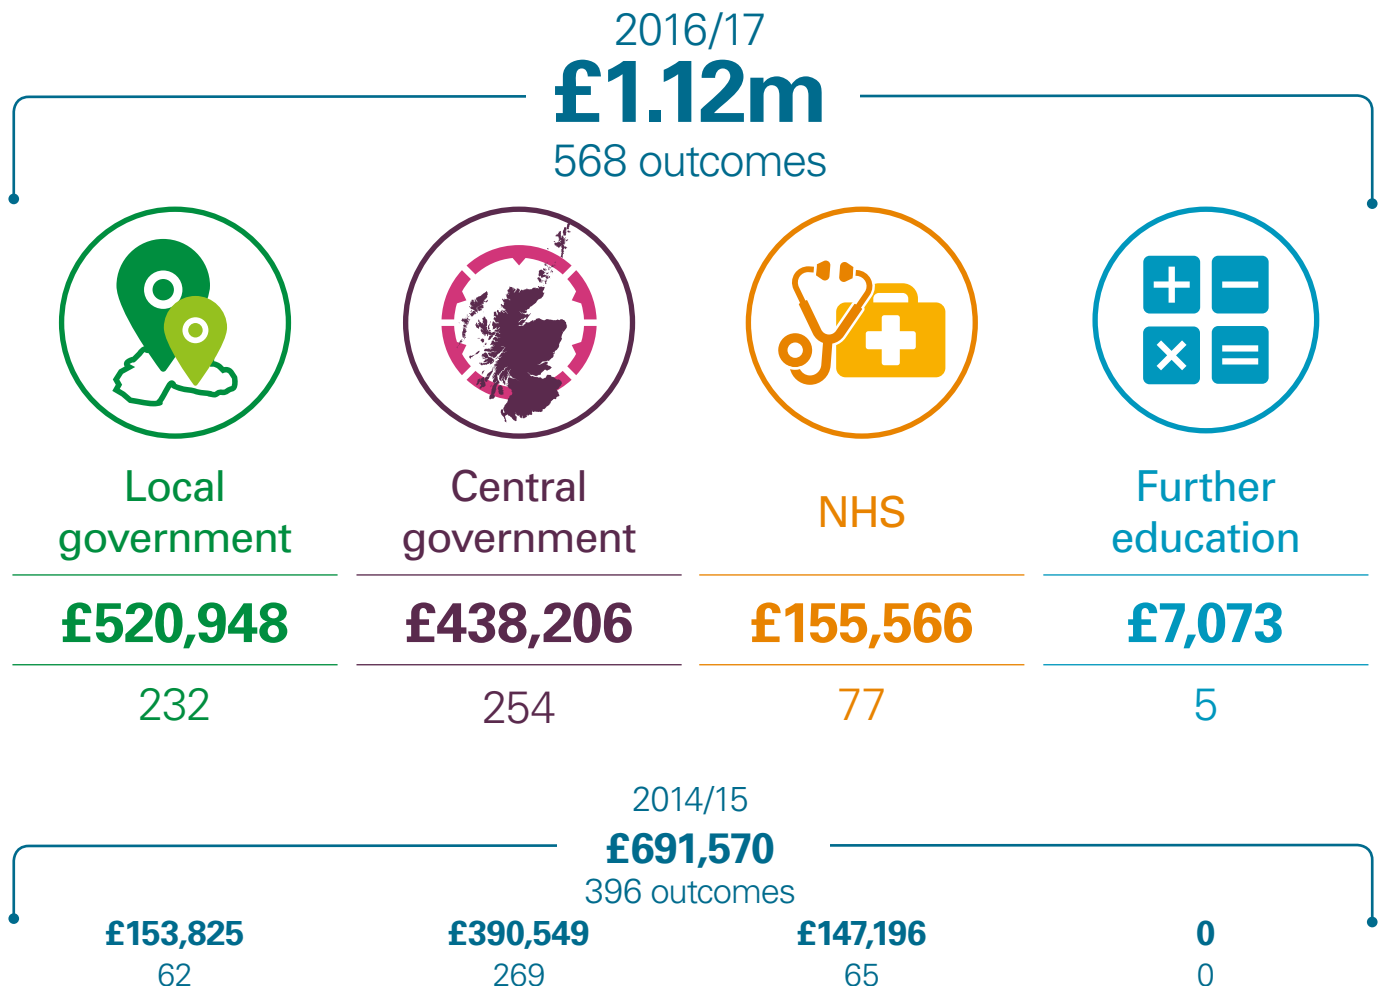 2016/17
£1.12m
568 outcomes
Local
government
£520,948
232
Central
government
£438,206
254
NHS
£155,566
77
Further
education
£7,073
5
2014/15
£691,570
396 outcomes
£153,825
62
£390,549
269
£147,196
65
0
0